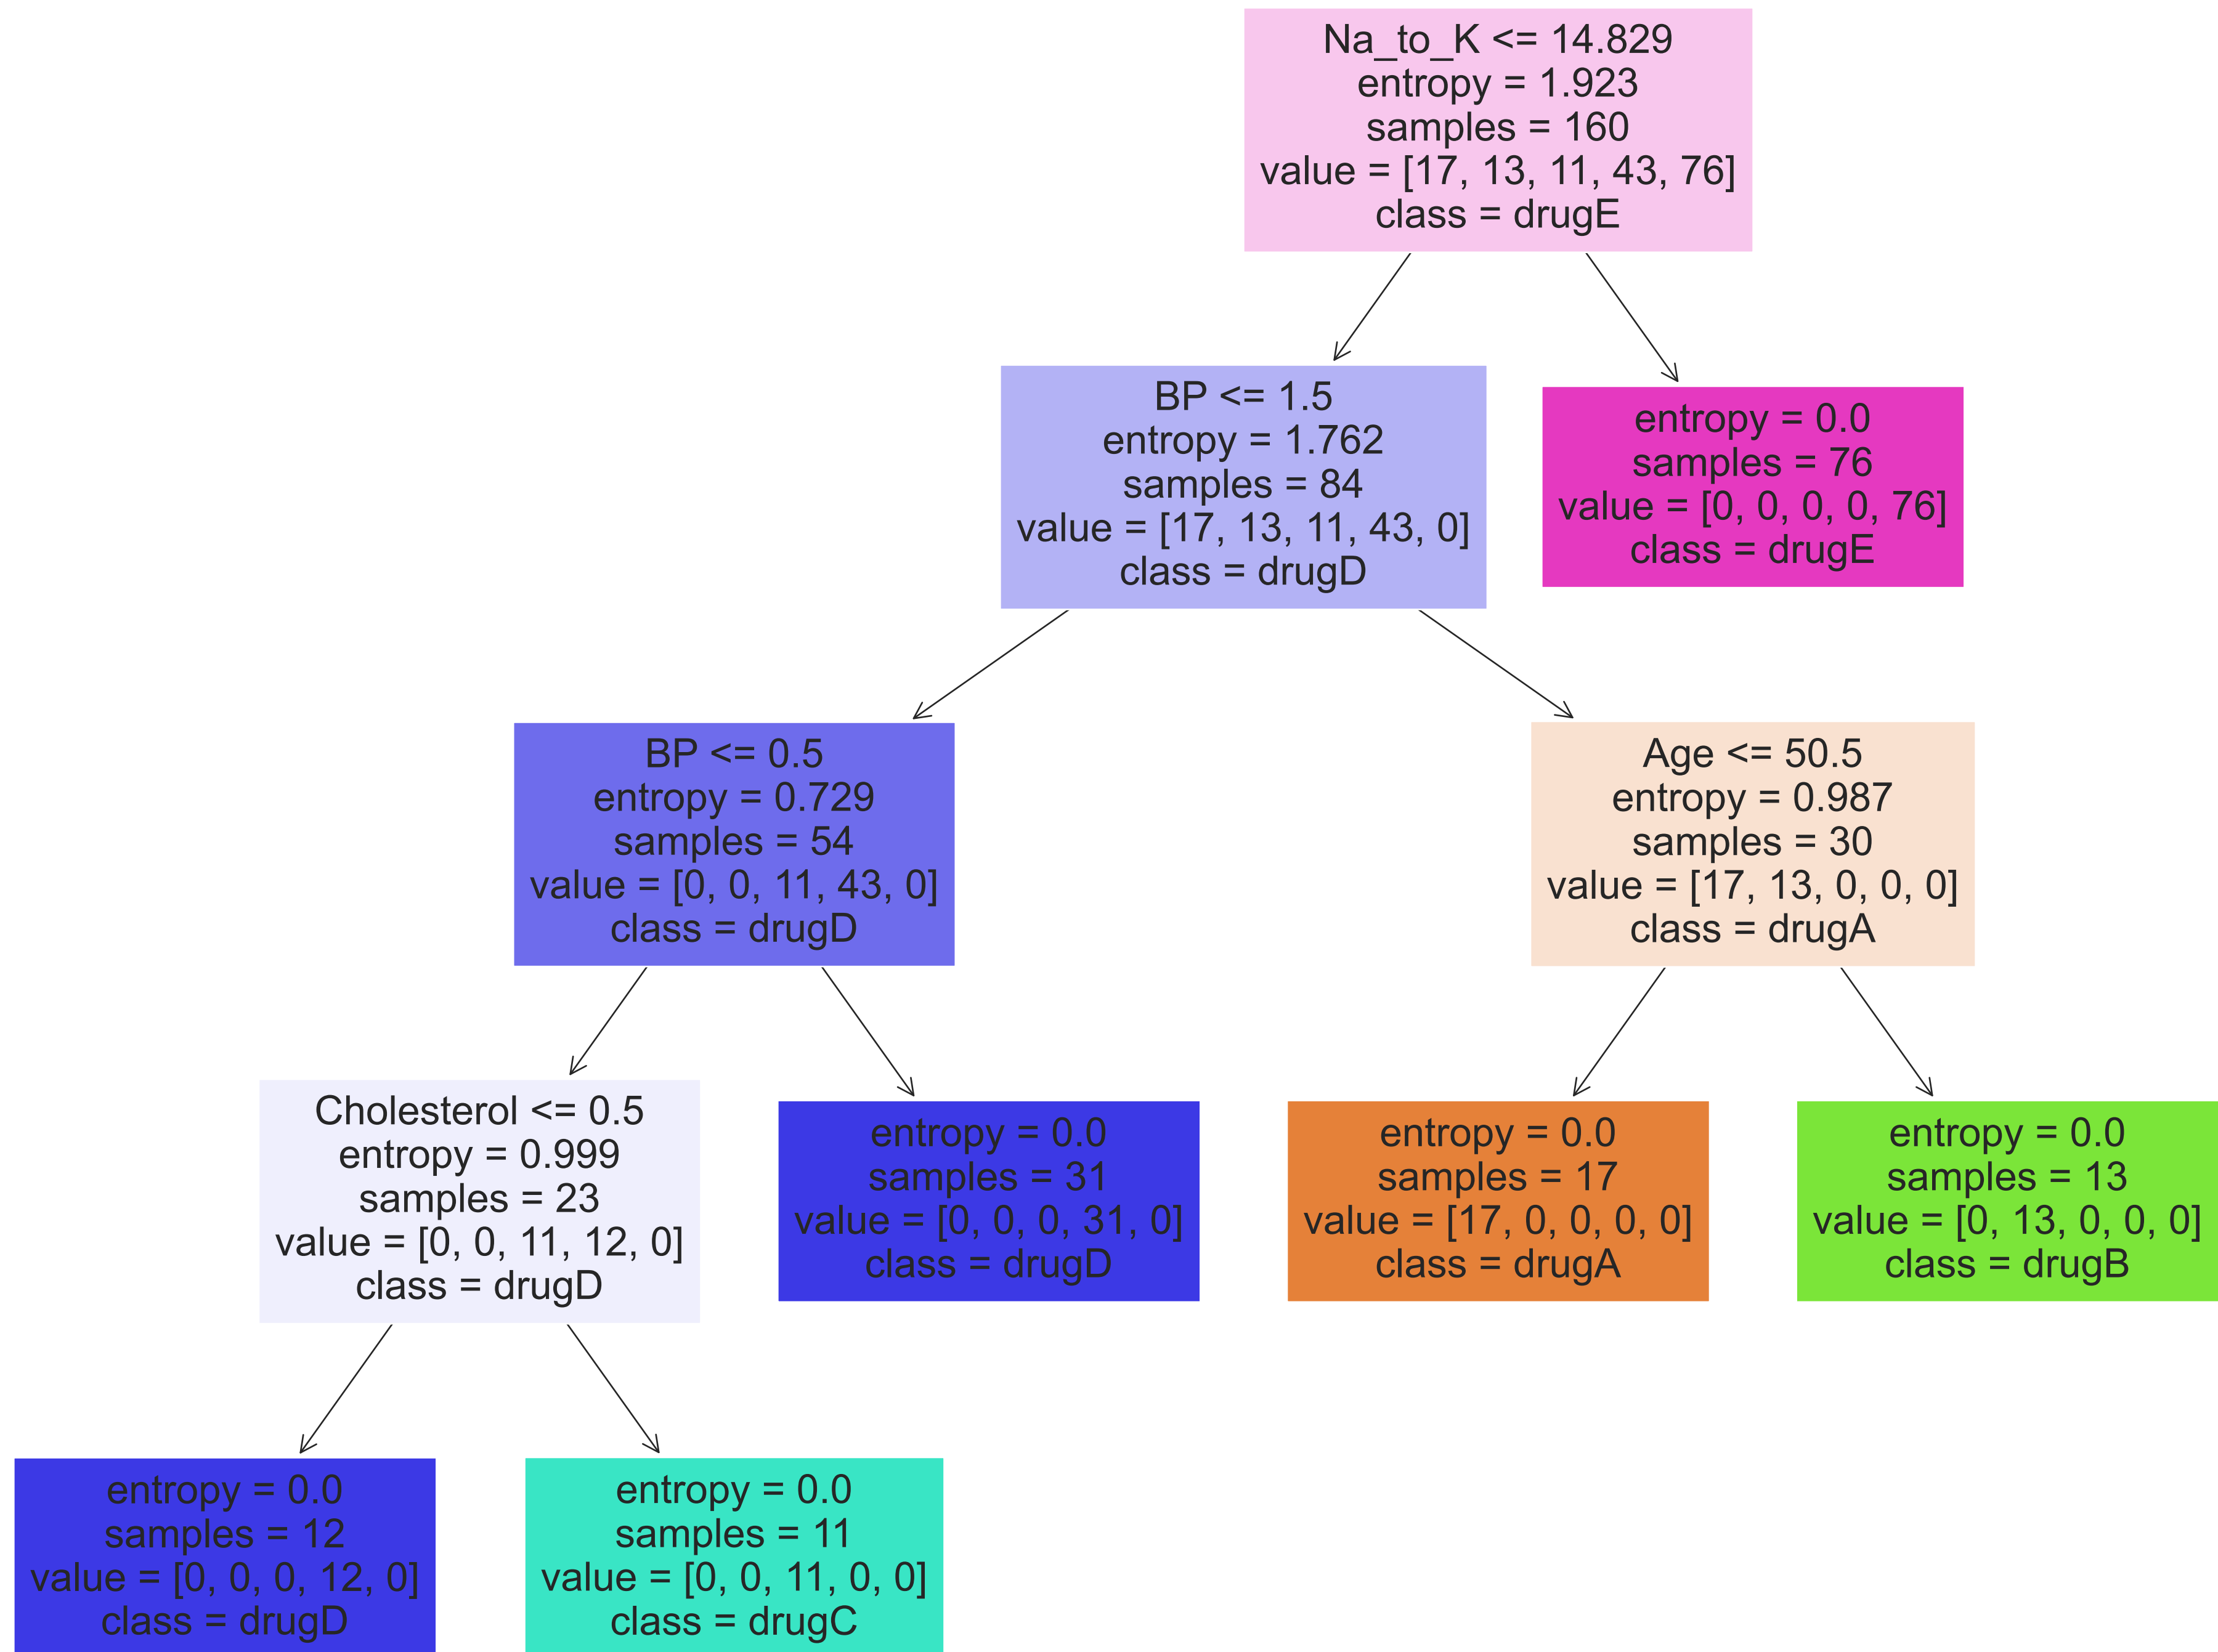 Na_to_K <= 14.829
entropy = 1.923
samples = 160
value = [17, 13, 11, 43, 76]
class = drugE
BP <= 1.5
entropy = 1.762
samples = 84
value = [17, 13, 11, 43, 0]
class = drugD
entropy = 0.0
samples = 76
value = [0, 0, 0, 0, 76]
class = drugE
BP <= 0.5
entropy = 0.729
samples = 54
value = [0, 0, 11, 43, 0]
class = drugD
Age <= 50.5
entropy = 0.987
samples = 30
value = [17, 13, 0, 0, 0]
class = drugA
Cholesterol <= 0.5
entropy = 0.999
samples = 23
value = [0, 0, 11, 12, 0]
class = drugD
entropy = 0.0
samples = 31
value = [0, 0, 0, 31, 0]
class = drugD
entropy = 0.0
samples = 17
value = [17, 0, 0, 0, 0]
class = drugA
entropy = 0.0
samples = 13
value = [0, 13, 0, 0, 0]
class = drugB
entropy = 0.0
samples = 12
value = [0, 0, 0, 12, 0]
class = drugD
entropy = 0.0
samples = 11
value = [0, 0, 11, 0, 0]
class = drugC